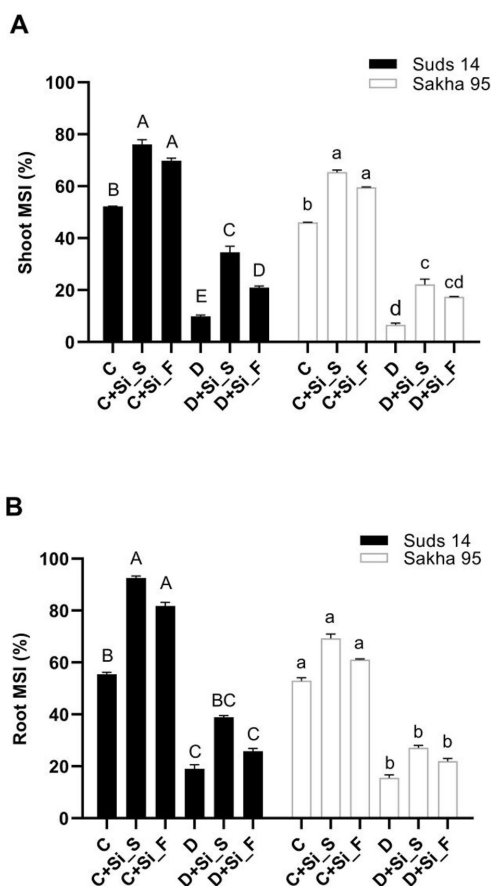 A
Suds 14
Sakha 95
Shoot MSI (%)
100
80
60
40
20
0
B
A
A
E
C
D
b
a
a
d
c
cd
C
C+Si_S
C+Si_F
D
D+Si_S
D+Si_F
C
C+Si_S
C+Si_F
D
D+Si_S
D+Si_F
B
Suds 14
Sakha 95
Root MSI (%)
100
80
60
40
20
0
B
A
A
C
BC
C
a
a
a
b
b
b
C
C+Si_S
C+Si_F
D
D+Si_S
D+Si_F
C
C+Si_S
C+Si_F
D
D+Si_S
D+Si_F